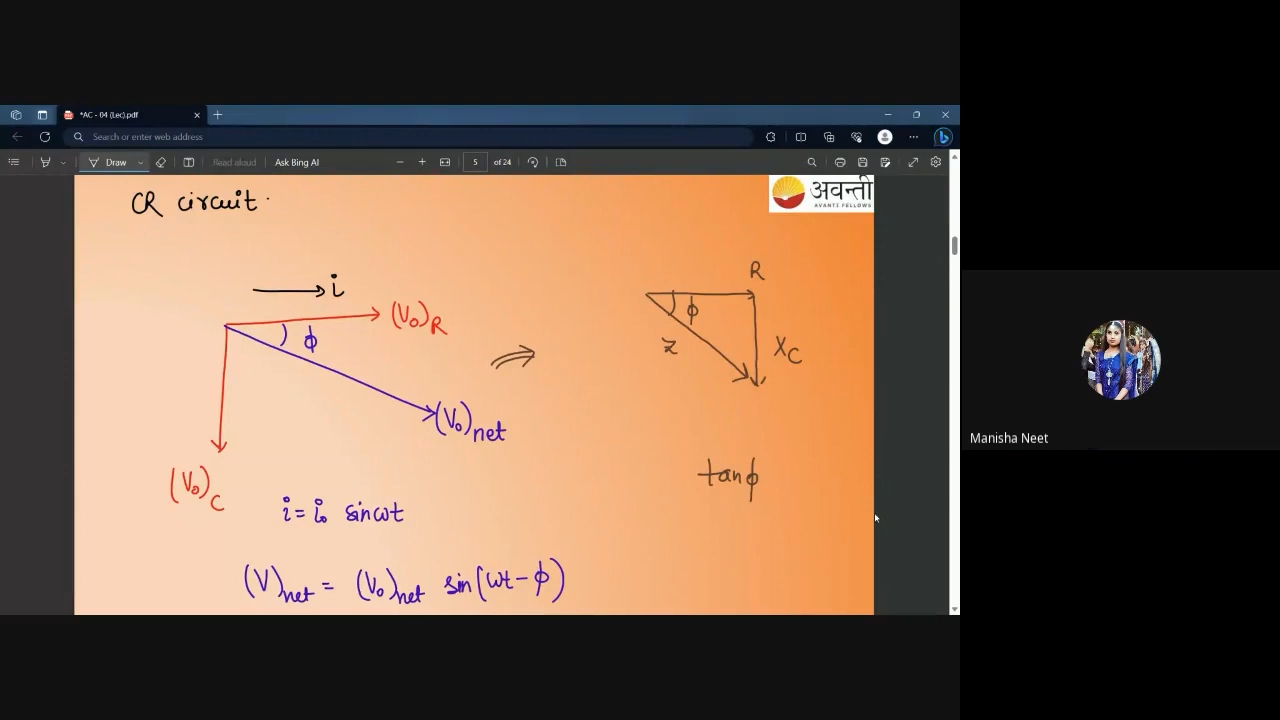 *AC - 04 (Lec).pdf
Search or enter web address
Draw
Read aloud
Ask Bing AI
5 of 24
CR circuit
अवन्ती
AVANTI FELLOWS
i
(V₀)R
ϕ
(V₀)net
(V₀)C
R
ϕ
z
XC
tanϕ
i = i₀ sinωt
(V)net = (V₀)net sin(ωt - ϕ)
Manisha Neet